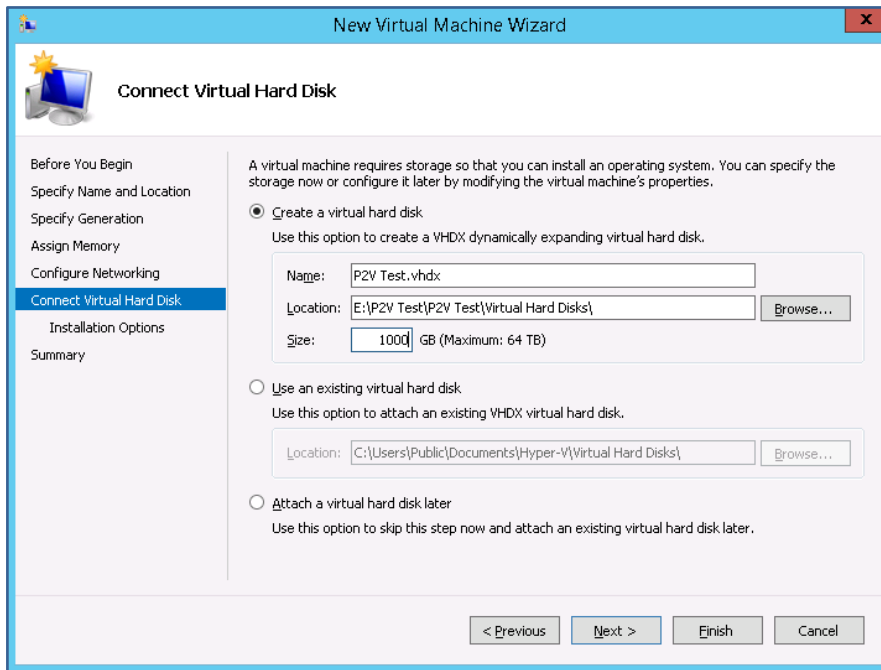 New Virtual Machine Wizard
x
Connect Virtual Hard Disk
Before You Begin
Specify Name and Location
Specify Generation
Assign Memory
Configure Networking
Connect Virtual Hard Disk
Installation Options
Summary
A virtual machine requires storage so that you can install an operating system. You can specify the
storage now or configure it later by modifying the virtual machine's properties.
Create a virtual hard disk
Use this option to create a VHDX dynamically expanding virtual hard disk.
Name: P2V Test.vhdx
Location: E:\P2V Test\P2V Test\Virtual Hard Disks\ Browse...
Size: 1000 GB (Maximum: 64 TB)
Use an existing virtual hard disk
Use this option to attach an existing VHDX virtual hard disk.
Location: C:\Users\Public\Documents\Hyper-V\Virtual Hard Disks\ Browse...
Attach a virtual hard disk later
Use this option to skip this step now and attach an existing virtual hard disk later.
< Previous Next > Finish Cancel